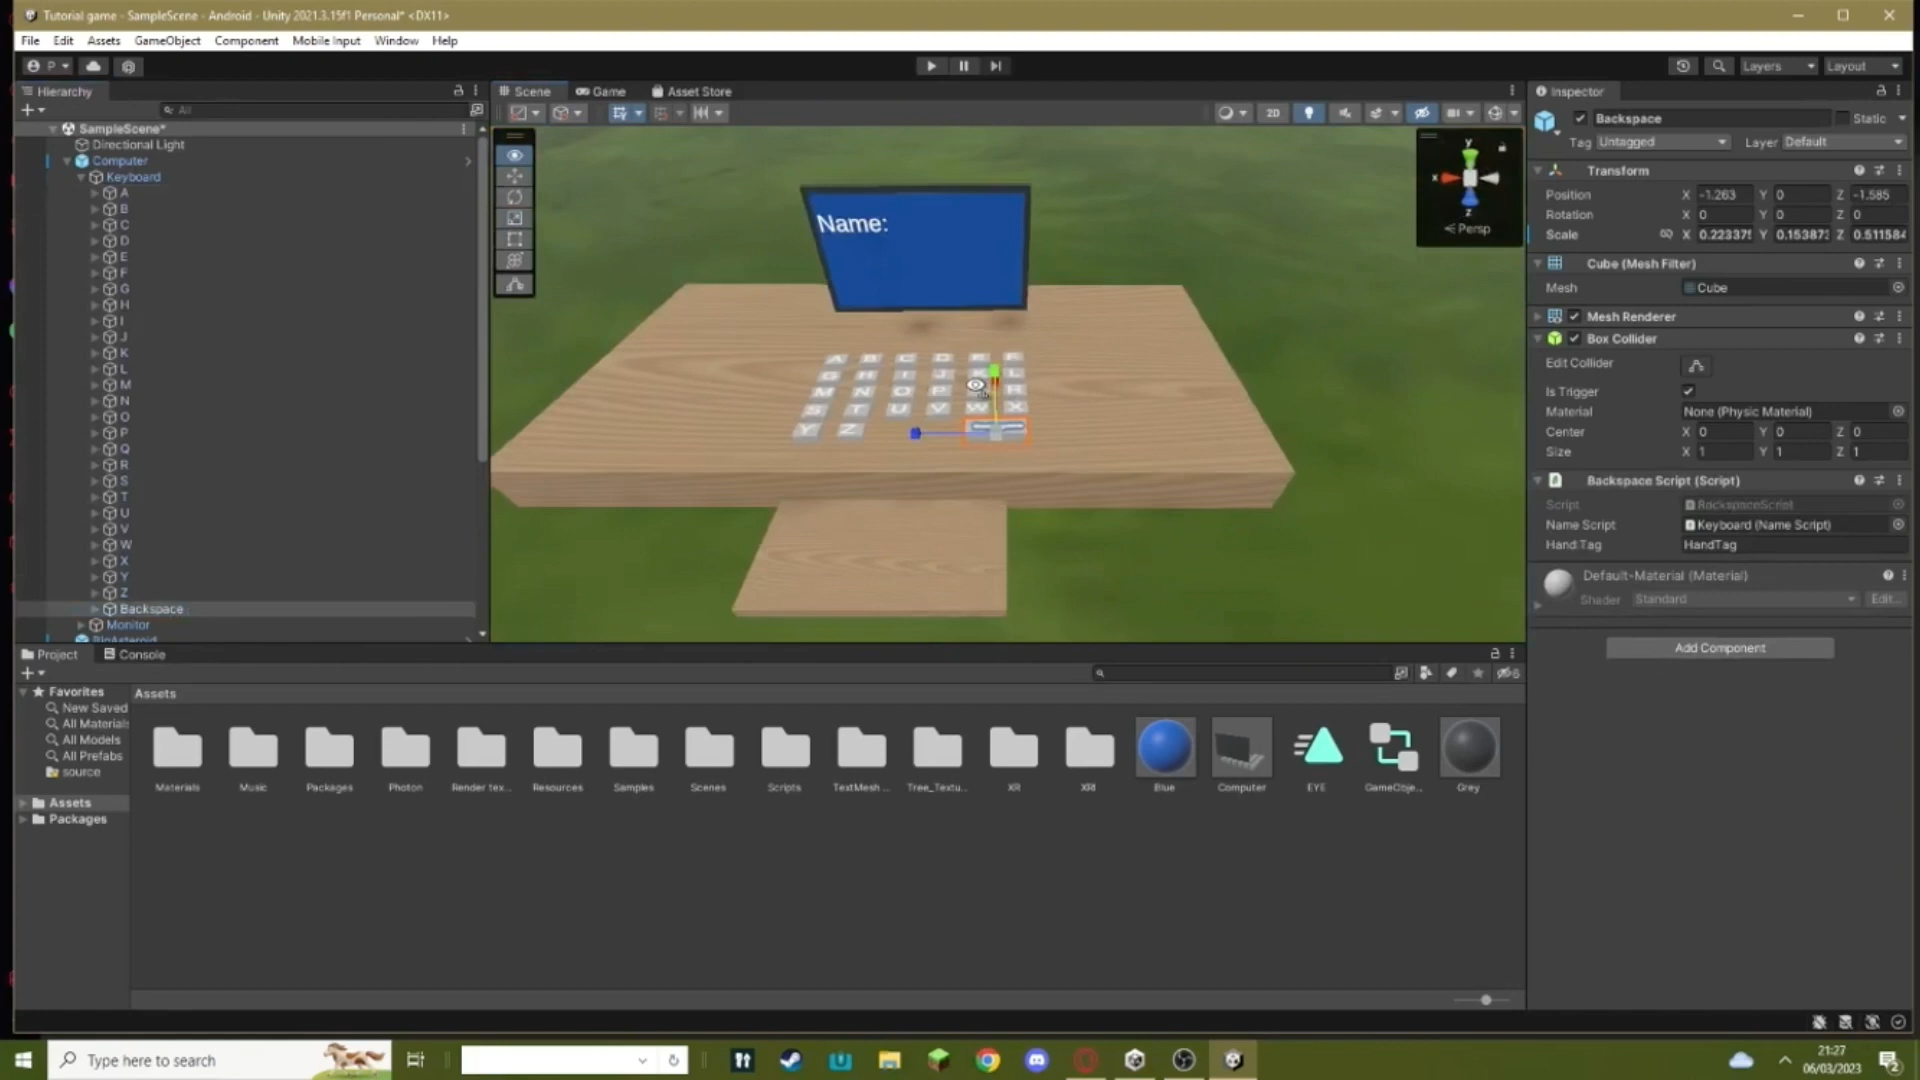 Tutorial game - SampleScene - Android - Unity 2021.3.15f1 Personal* <DX11>
File Edit Assets GameObject Component Mobile Input Window Help
P Layers Layout
Hierarchy
All
SampleScene*
Directional Light
Computer
Keyboard
A
B
C
D
E
F
G
H
I
J
K
L
M
N
O
P
Q
R
S
T
U
V
W
X
Y
Z
Backspace
Monitor
BigAsteroid
Scene Game Asset Store
2D
Name:
A B C D E F
G H I J K L
M N O P R
S T U V W X
Y Z
y
x
z
Persp
Inspector
Backspace Static
Tag Untagged Layer Default
Transform
Position X -1.263 Y 0 Z -1.585
Rotation X 0 Y 0 Z 0
Scale X 0.223375 Y 0.153873 Z 0.511584
Cube (Mesh Filter)
Mesh Cube
Mesh Renderer
Box Collider
Edit Collider
Is Trigger
Material None (Physic Material)
Center X 0 Y 0 Z 0
Size X 1 Y 1 Z 1
Backspace Script (Script)
Script BackspaceScript
Name Script Keyboard (Name Script)
Hand Tag HandTag
Default-Material (Material)
Shader Standard Edit...
Add Component
Project Console
Favorites
New Saved
All Materials
All Models
All Prefabs
source
Assets
Packages
Assets
Materials Music Packages Photon Render tex... Resources Samples Scenes Scripts TextMesh ... Tree_Textu... XR XRI Blue Computer EYE GameObje... Grey
Type here to search
21:27
06/03/2023
2